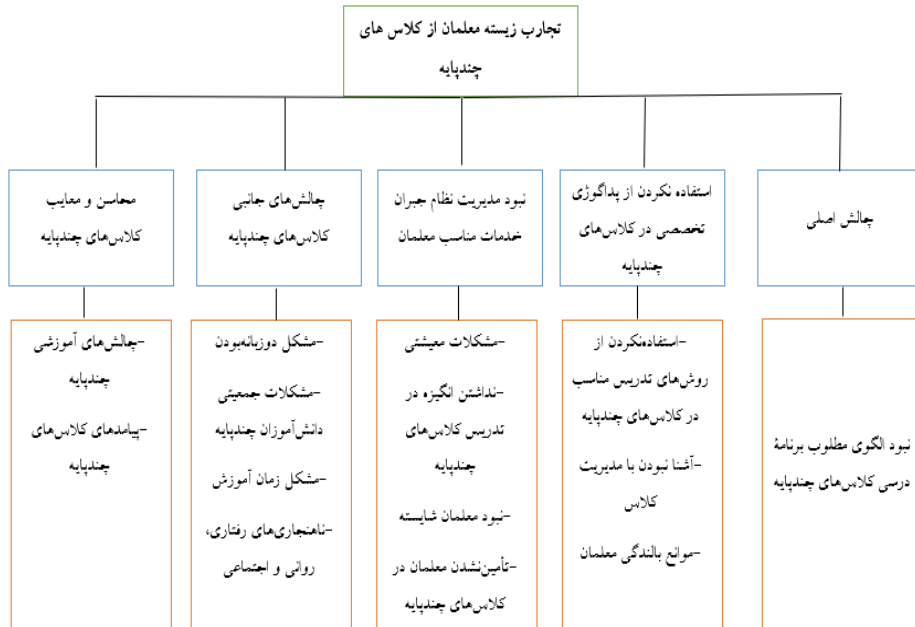 تجارب زیسته معلمان از کلاس های
چندپایه
چالش اصلی
استفاده نکردن از پداگوژی
تخصصی در کلاس‌های
چندپایه
نبود مدیریت نظام جبران
خدمات مناسب معلمان
چالش‌های جانبی
کلاس‌های چندپایه
محاسن و معایب
کلاس‌های چندپایه
نبود الگوی مطلوب برنامۀ
درسی کلاس‌های چندپایه
-استفاده‌نکردن از
روش‌های تدریس مناسب
در کلاس‌های چندپایه
-آشنا نبودن با مدیریت
کلاس
-موانع بالندگی معلمان
-مشکلات معیشتی
-نداشتن انگیزه در
تدریس کلاس‌های
چندپایه
-نبود معلمان شایسته
-تأمین‌نشدن معلمان در
کلاس‌های چندپایه
-مشکل دوزبانه‌بودن
-مشکلات جمعیتی
دانش‌آموزان چندپایه
-مشکل زمان آموزش
-ناهنجاری‌های رفتاری،
روانی و اجتماعی
-چالش‌های آموزشی
چندپایه
-پیامدهای کلاس‌های
چندپایه